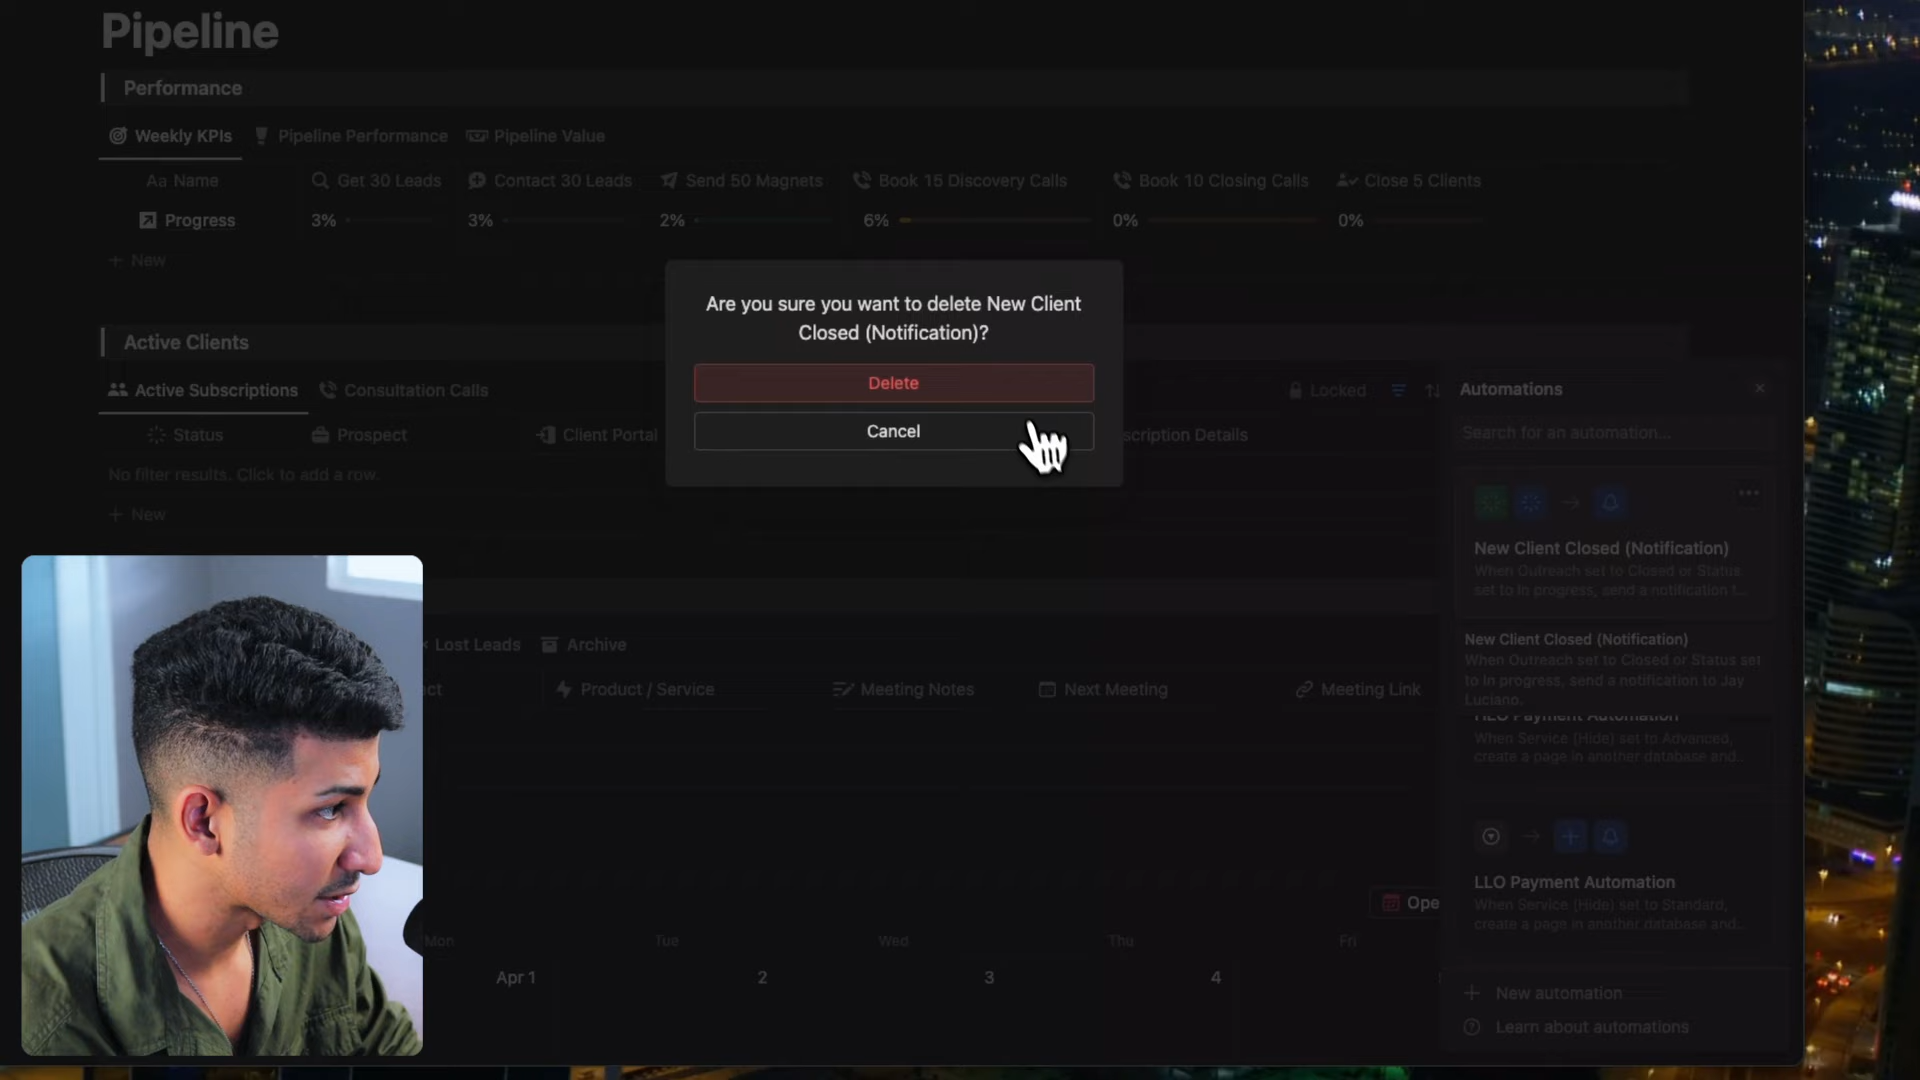 Pipeline
Performance
Weekly KPIs Pipeline Performance Pipeline Value
Aa Name Get 30 Leads Contact 30 Leads Send 50 Magnets Book 15 Discovery Calls Book 10 Closing Calls Close 5 Clients
Progress 3% 3% 2% 6% 0% 0%
+ New
Are you sure you want to delete New Client
Closed (Notification)?
Delete
Cancel
Active Clients
Active Subscriptions Consultation Calls Locked
Status Prospect Client Portal scription Details
No filter results. Click to add a row.
+ New
Automations
Search for an automation...
New Client Closed (Notification)
When Outreach set to Closed or Status
set to In progress, send a notification t...
New Client Closed (Notification)
When Outreach set to Closed or Status set
to In progress, send a notification to Jay
Luciano.
Payment Automation
When Service (Hide) set to Advanced,
create a page in another database and...
LLO Payment Automation
When Service (Hide) set to Standard,
create a page in another database and...
+ New automation
Learn about automations
Lost Leads Archive
ct Product / Service Meeting Notes Next Meeting Meeting Link
Ope
Mon Tue Wed Thu Fri
Apr 1 2 3 4